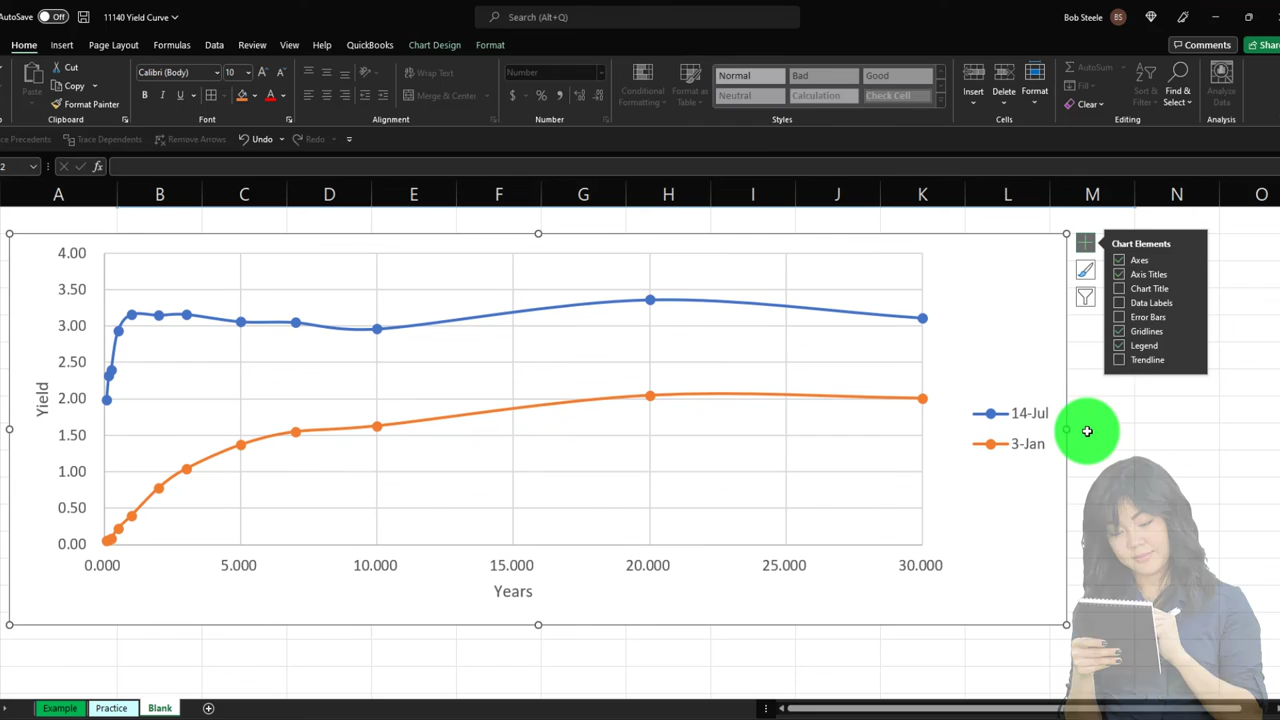 AutoSave Off 11140 Yield Curve Search (Alt+Q) Bob Steele BS
Home Insert Page Layout Formulas Data Review View Help QuickBooks Chart Design Format Comments Share
Cut
Copy
Format Painter
Paste
Calibri (Body) 10
B I U
Wrap Text
Merge & Center
Number
$ %
Conditional Formatting
Format as Table
Normal Bad Good
Neutral Calculation Check Cell
Insert Delete Format
AutoSum
Fill
Clear
Sort & Filter
Find & Select
Analyze Data
Clipboard Font Alignment Number Styles Cells Editing Analysis
Trace Precedents Trace Dependents Remove Arrows Undo Redo
2 fx
A B C D E F G H I J K L M N O
4.00
3.50
3.00
2.50
2.00
1.50
1.00
0.50
0.00
Yield
0.000 5.000 10.000 15.000 20.000 25.000 30.000
Years
14-Jul
3-Jan
Chart Elements
Axes
Axis Titles
Chart Title
Data Labels
Error Bars
Gridlines
Legend
Trendline
Example Practice Blank